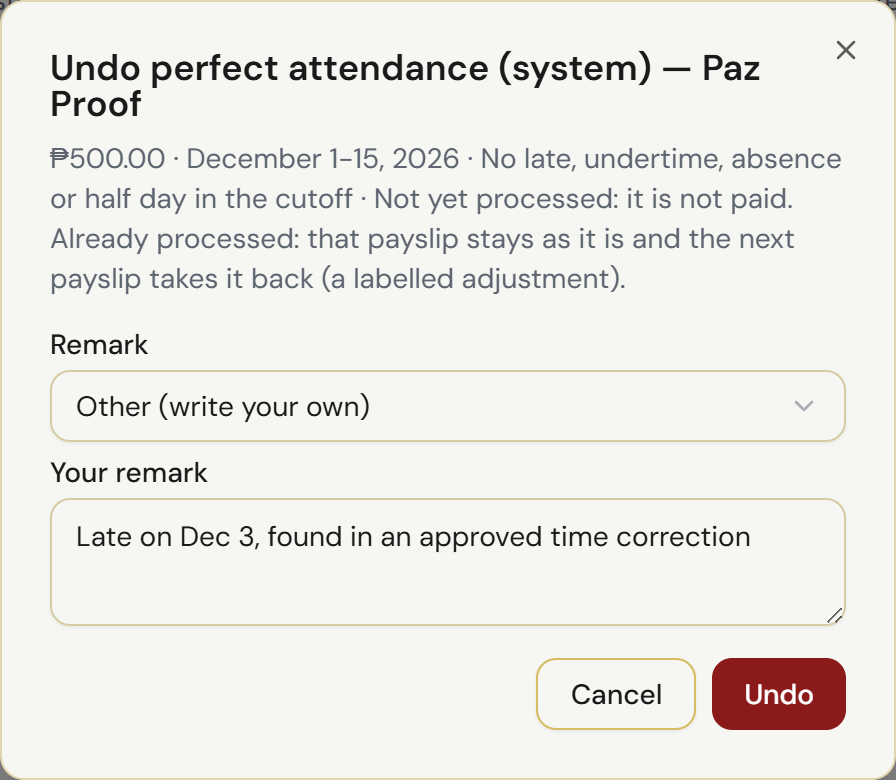 Undo perfect attendance (system) — Paz
Proof
₱500.00 · December 1–15, 2026 · No late, undertime, absence
or half day in the cutoff · Not yet processed: it is not paid.
Already processed: that payslip stays as it is and the next
payslip takes it back (a labelled adjustment).
Remark
Other (write your own)
Your remark
Late on Dec 3, found in an approved time correction
Cancel
Undo